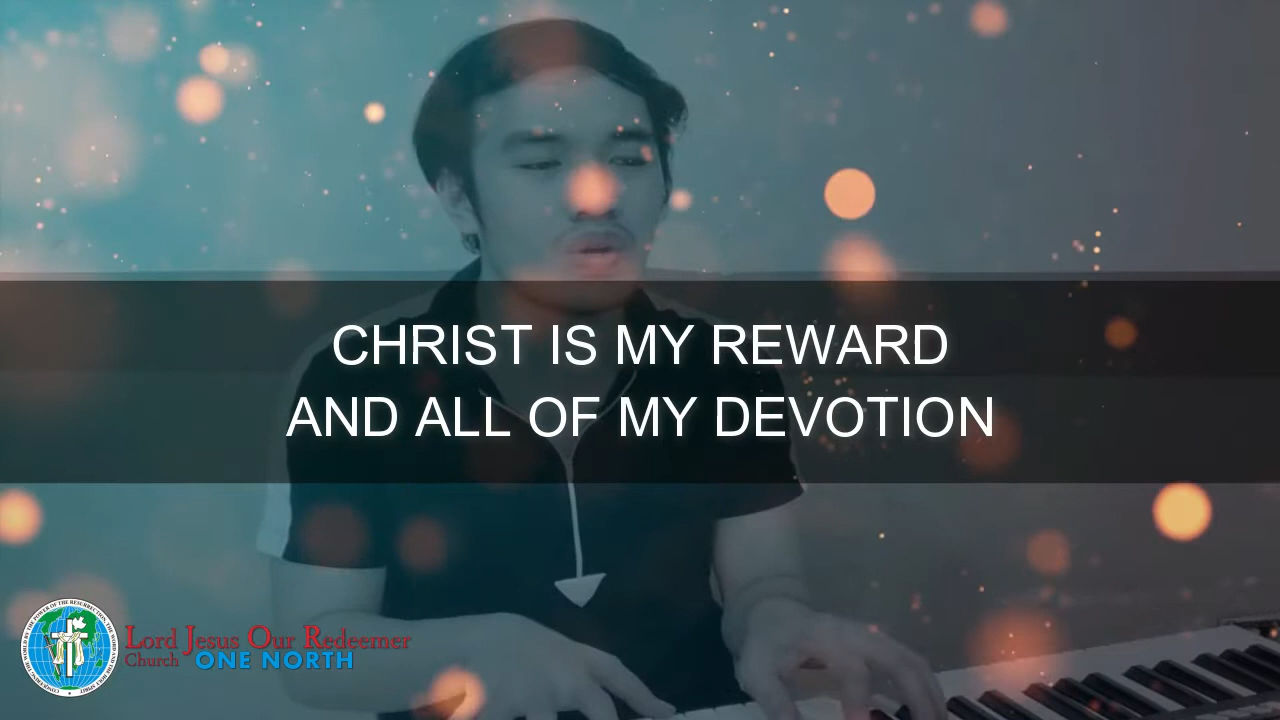 CHRIST IS MY REWARD
AND ALL OF MY DEVOTION
Lord Jesus Our Redeemer
Church ONE NORTH